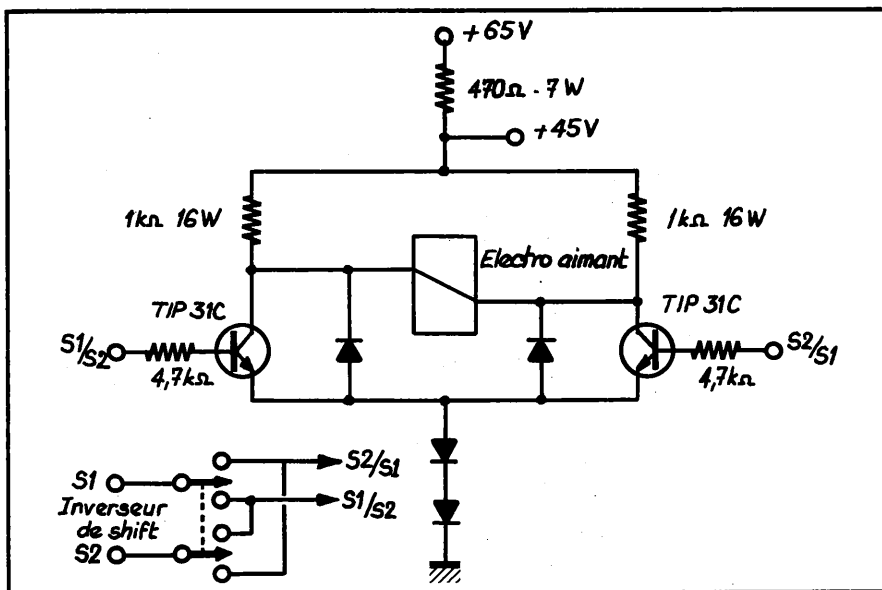 +65V
470Ω - 7W
+45V
1kΩ 16W
1kΩ 16W
Electro aimant
TIP 31C
TIP 31C
S1/S2
4,7kΩ
4,7kΩ
S2/S1
S1
S2/S1
Inverseur
de shift
S1/S2
S2